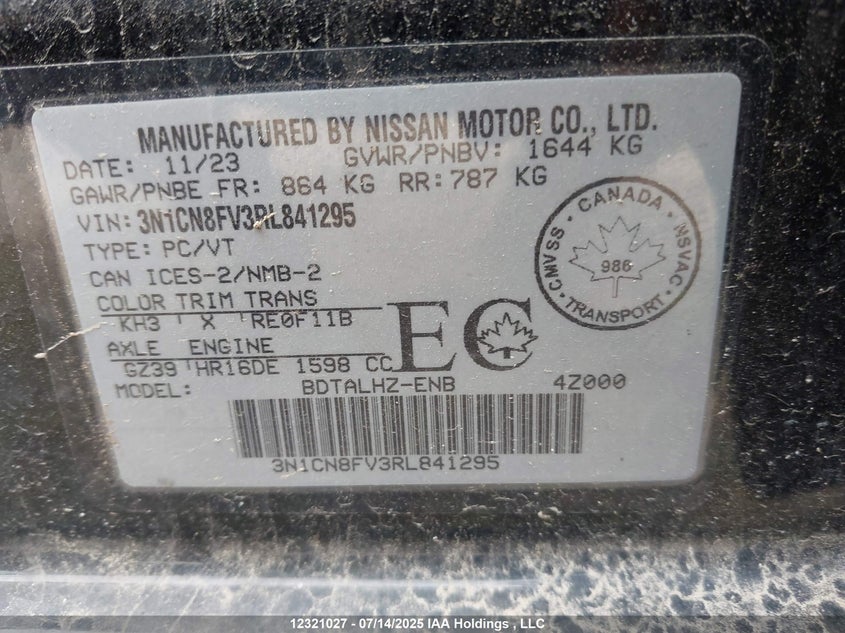 MANUFACTURED BY NISSAN MOTOR CO., LTD.
DATE: 11/23 GVWR/PNBV: 1644 KG
GAWR/PNBE FR: 864 KG RR: 787 KG
VIN: 3N1CN8FV3RL841295
TYPE: PC/VT
CAN ICES-2/NMB-2
COLOR TRIM TRANS
KH3 X RE0F11B
AXLE ENGINE
GZ39 HR16DE 1598 CC
EC
CANADA
CMVSS NSVAC
986
TRANSPORT
MODEL: BDTALHZ-ENB 4Z000
3N1CN8FV3RL841295
12321027 - 07/14/2025 IAA Holdings , LLC